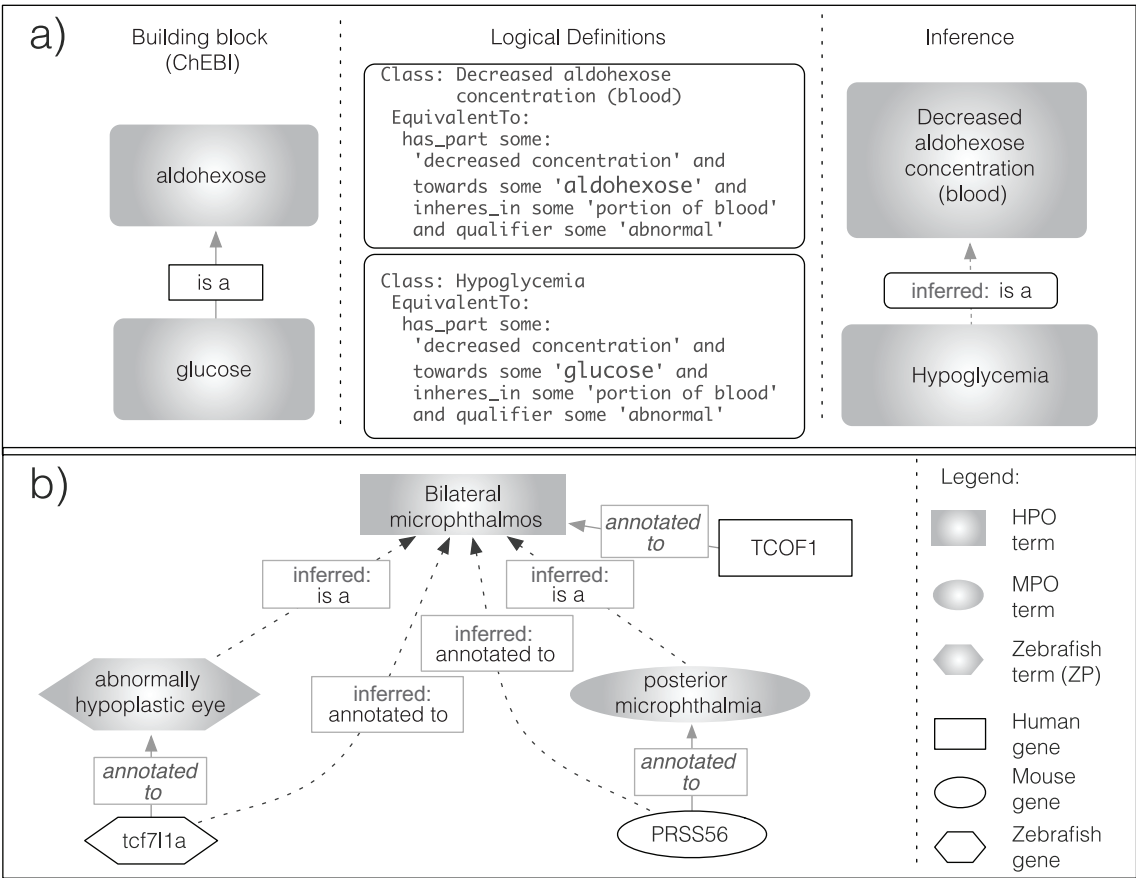 a)
Building block
(ChEBI)
aldohexose
is a
glucose
Logical Definitions
Class: Decreased aldohexose
concentration (blood)
EquivalentTo:
has_part some:
'decreased concentration' and
towards some 'aldohexose' and
inheres_in some 'portion of blood'
and qualifier some 'abnormal'
Class: Hypoglycemia
EquivalentTo:
has_part some:
'decreased concentration' and
towards some 'glucose' and
inheres_in some 'portion of blood'
and qualifier some 'abnormal'
Inference
Decreased
aldohexose
concentration
(blood)
inferred: is a
Hypoglycemia
b)
Bilateral
microphthalmos
annotated
to
TCOF1
inferred:
is a
inferred:
is a
inferred:
annotated to
inferred:
annotated to
abnormally
hypoplastic eye
posterior
microphthalmia
annotated
to
annotated
to
tcf7l1a
PRSS56
Legend:
HPO
term
MPO
term
Zebrafish
term (ZP)
Human
gene
Mouse
gene
Zebrafish
gene